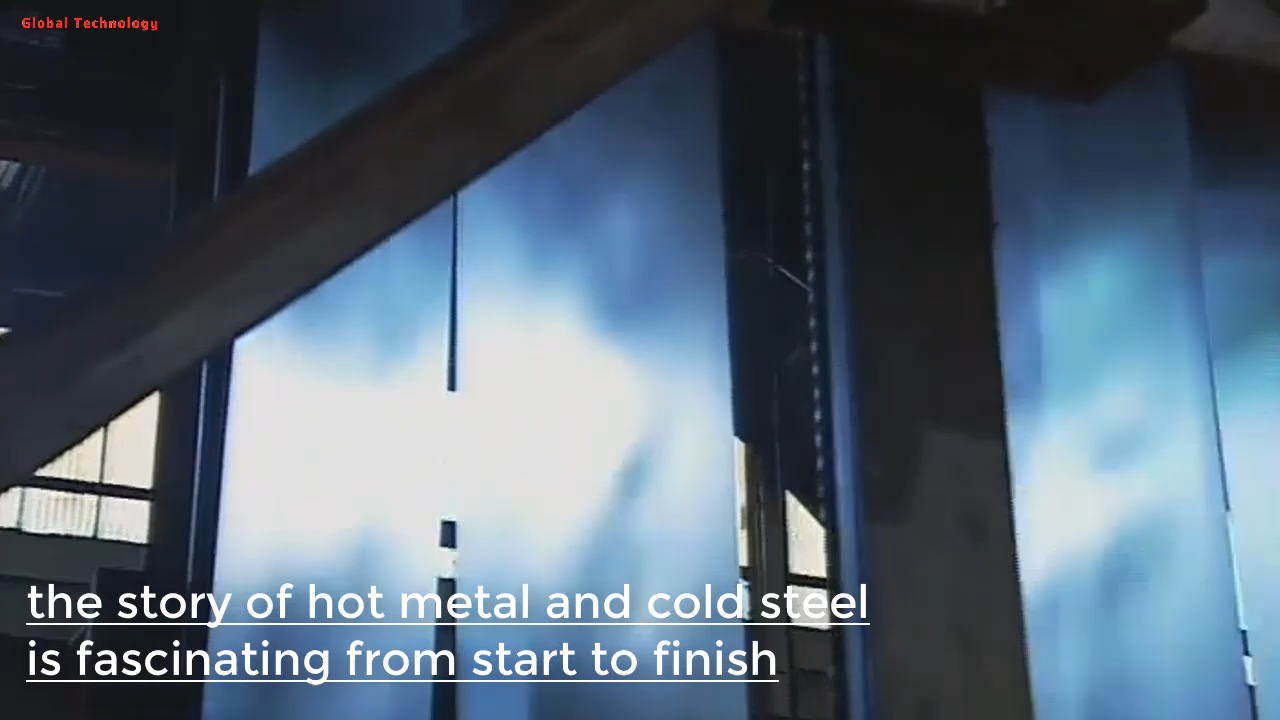 Global Technology
the story of hot metal and cold steel
is fascinating from start to finish